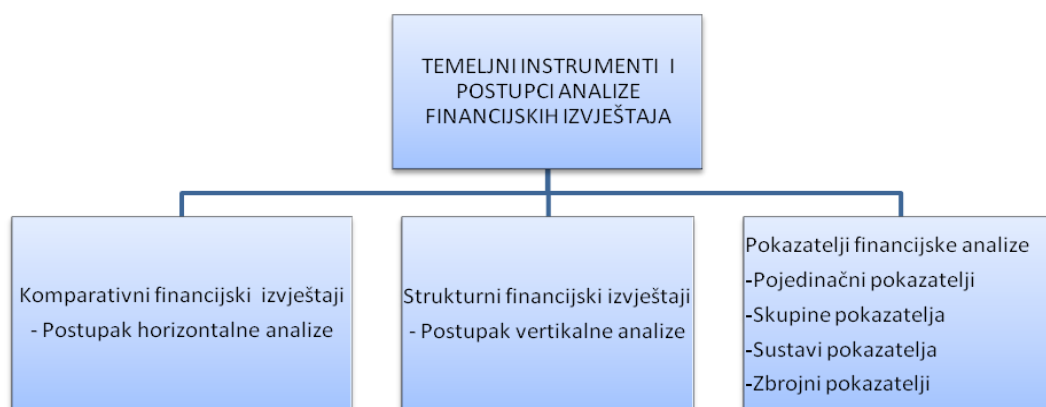 TEMELJNI INSTRUMENTI I
POSTUPCI ANALIZE
FINANCIJSKIH IZVJEŠTAJA
Komparativni financijski izvještaji
- Postupak horizontalne analize
Strukturni financijski izvještaji
- Postupak vertikalne analize
Pokazatelji financijske analize
-Pojedinačni pokazatelji
-Skupine pokazatelja
-Sustavi pokazatelja
-Zbrojni pokazatelji